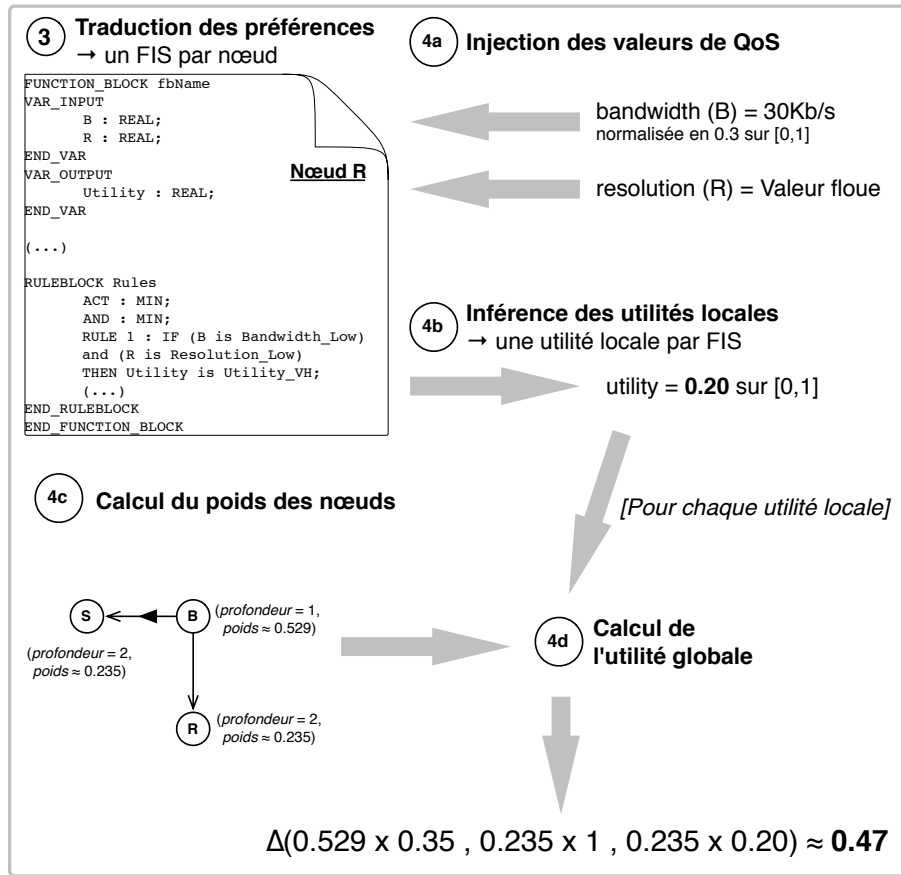 3
Traduction des préférences
→ un FIS par nœud
FUNCTION_BLOCK fbName
VAR_INPUT
B : REAL;
R : REAL;
END_VAR
VAR_OUTPUT
Utility : REAL;
END_VAR
(...)
RULEBLOCK Rules
ACT : MIN;
AND : MIN;
RULE 1 : IF (B is Bandwidth_Low)
and (R is Resolution_Low)
THEN Utility is Utility_VH;
(...)
END_RULEBLOCK
END_FUNCTION_BLOCK
Nœud R
4a Injection des valeurs de QoS
bandwidth (B) = 30Kb/s
normalisée en 0.3 sur [0,1]
resolution (R) = Valeur floue
4b
Inférence des utilités locales
→ une utilité locale par FIS
utility = 0.20 sur [0,1]
[Pour chaque utilité locale]
4c Calcul du poids des nœuds
S
B
(profondeur = 1,
poids ≈ 0.529)
(profondeur = 2,
poids ≈ 0.235)
R
(profondeur = 2,
poids ≈ 0.235)
4d
Calcul de
l'utilité globale
Δ(0.529 x 0.35 , 0.235 x 1 , 0.235 x 0.20) ≈ 0.47